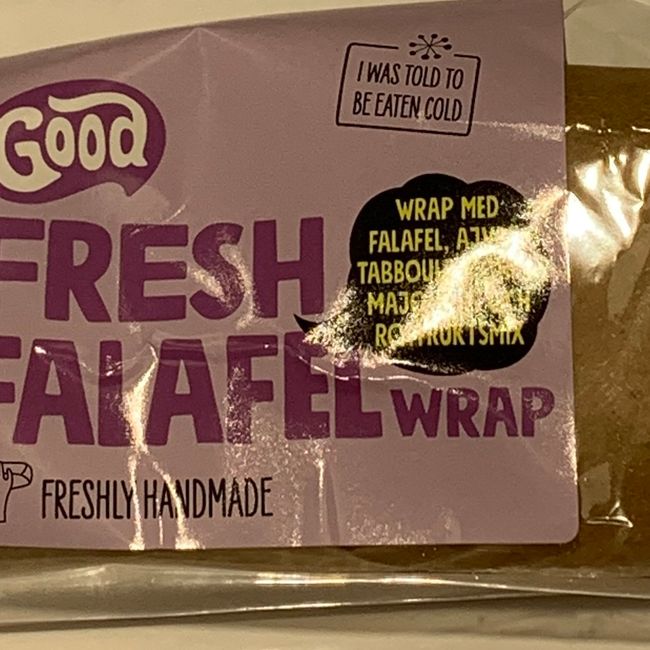 Good
I WAS TOLD TO
BE EATEN COLD
FRESH
FALAFEL WRAP
WRAP MED
FALAFEL,
ROTFRUKTSMIX
FRESHLY HANDMADE